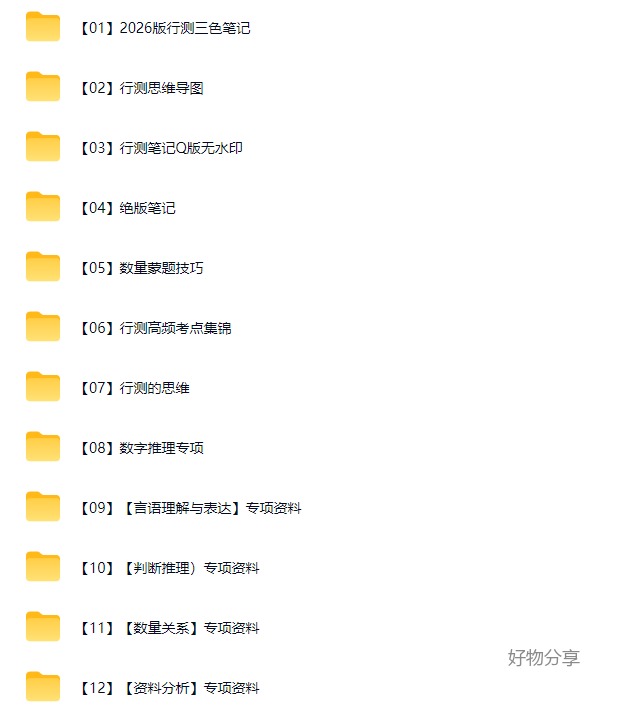 【01】2026版行测三色笔记
【02】行测思维导图
【03】行测笔记Q版无水印
【04】绝版笔记
【05】数量蒙题技巧
【06】行测高频考点集锦
【07】行测的思维
【08】数字推理专项
【09】【言语理解与表达】专项资料
【10】【判断推理）专项资料
【11】【数量关系】专项资料
好物分享
【12】【资料分析】专项资料